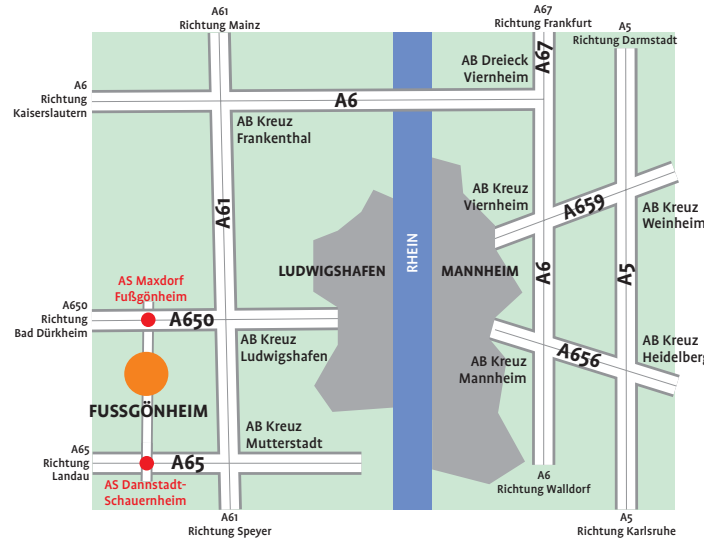 A61
Richtung Mainz
A67
Richtung Frankfurt
A5
Richtung Darmstadt
AB Dreieck
Viernheim
A67
A6
Richtung
Kaiserslautern
A6
AB Kreuz
Frankenthal
AB Kreuz
Viernheim
A659
AB Kreuz
Weinheim
A61
RHEIN
LUDWIGSHAFEN
MANNHEIM
A6
A5
AS Maxdorf
Fußgönheim
A650
Richtung
Bad Dürkheim
A650
AB Kreuz
Ludwigshafen
AB Kreuz
Mannheim
A656
AB Kreuz
Heidelberg
FUSSGÖNHEIM
AB Kreuz
Mutterstadt
A65
Richtung
Landau
A65
AS Dannstadt-
Schauernheim
A6
Richtung Walldorf
A61
Richtung Speyer
A5
Richtung Karlsruhe